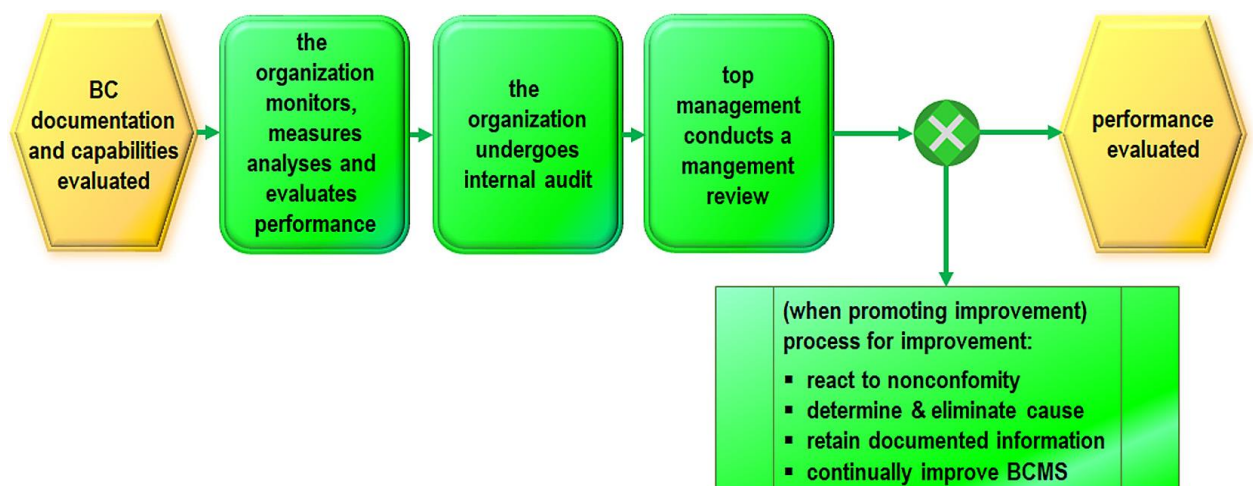 BC
documentation
and capabilities
evaluated
the
organization
monitors,
measures
analyses and
evaluates
performance
the
organization
undergoes
internal audit
top
management
conducts a
mangement
review
performance
evaluated
(when promoting improvement)
process for improvement:
▪ react to nonconfomity
▪ determine & eliminate cause
▪ retain documented information
▪ continually improve BCMS